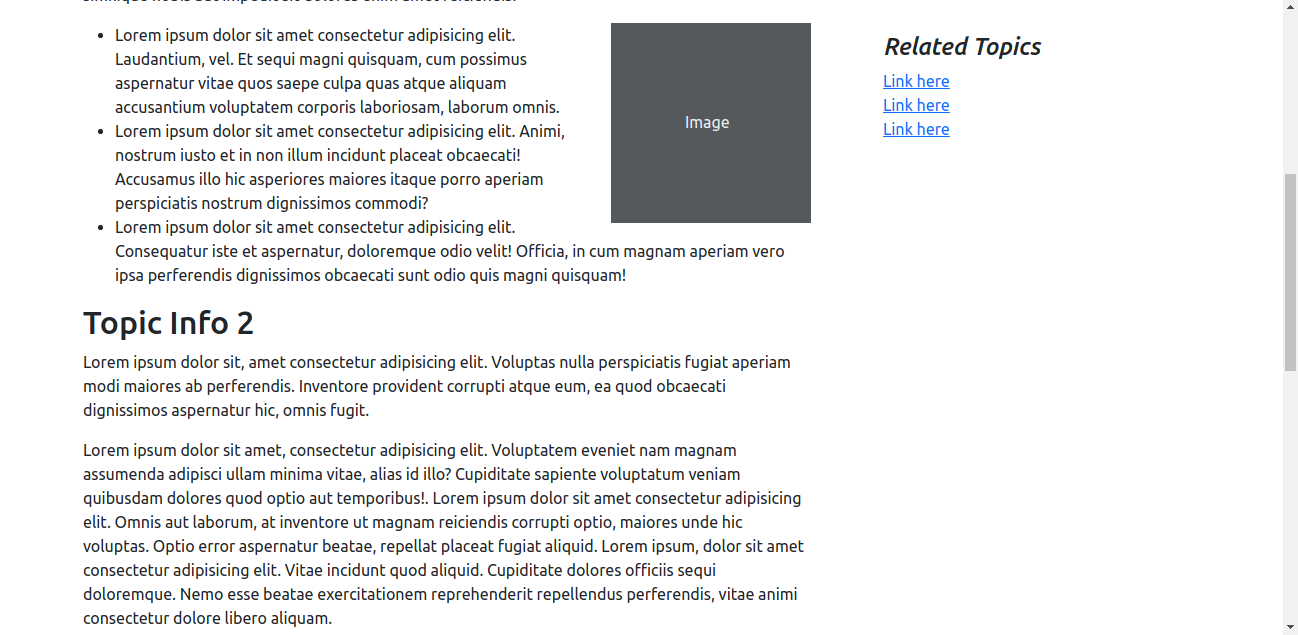 Lorem ipsum dolor sit amet consectetur adipisicing elit.
Laudantium, vel. Et sequi magni quisquam, cum possimus
aspernatur vitae quos saepe culpa quas atque aliquam
accusantium voluptatem corporis laboriosam, laborum omnis.
Lorem ipsum dolor sit amet consectetur adipisicing elit. Animi,
nostrum iusto et in non illum incidunt placeat obcaecati!
Accusamus illo hic asperiores maiores itaque porro aperiam
perspiciatis nostrum dignissimos commodi?
Lorem ipsum dolor sit amet consectetur adipisicing elit.
Consequatur iste et aspernatur, doloremque odio velit! Officia, in cum magnam aperiam vero
ipsa perferendis dignissimos obcaecati sunt odio quis magni quisquam!
Image
Topic Info 2
Lorem ipsum dolor sit, amet consectetur adipisicing elit. Voluptas nulla perspiciatis fugiat aperiam
modi maiores ab perferendis. Inventore provident corrupti atque eum, ea quod obcaecati
dignissimos aspernatur hic, omnis fugit.
Lorem ipsum dolor sit amet, consectetur adipisicing elit. Voluptatem eveniet nam magnam
assumenda adipisci ullam minima vitae, alias id illo? Cupiditate sapiente voluptatum veniam
quibusdam dolores quod optio aut temporibus!. Lorem ipsum dolor sit amet consectetur adipisicing
elit. Omnis aut laborum, at inventore ut magnam reiciendis corrupti optio, maiores unde hic
voluptas. Optio error aspernatur beatae, repellat placeat fugiat aliquid. Lorem ipsum, dolor sit amet
consectetur adipisicing elit. Vitae incidunt quod aliquid. Cupiditate dolores officiis sequi
doloremque. Nemo esse beatae exercitationem reprehenderit repellendus perferendis, vitae animi
consectetur dolore libero aliquam.
Related Topics
Link here
Link here
Link here